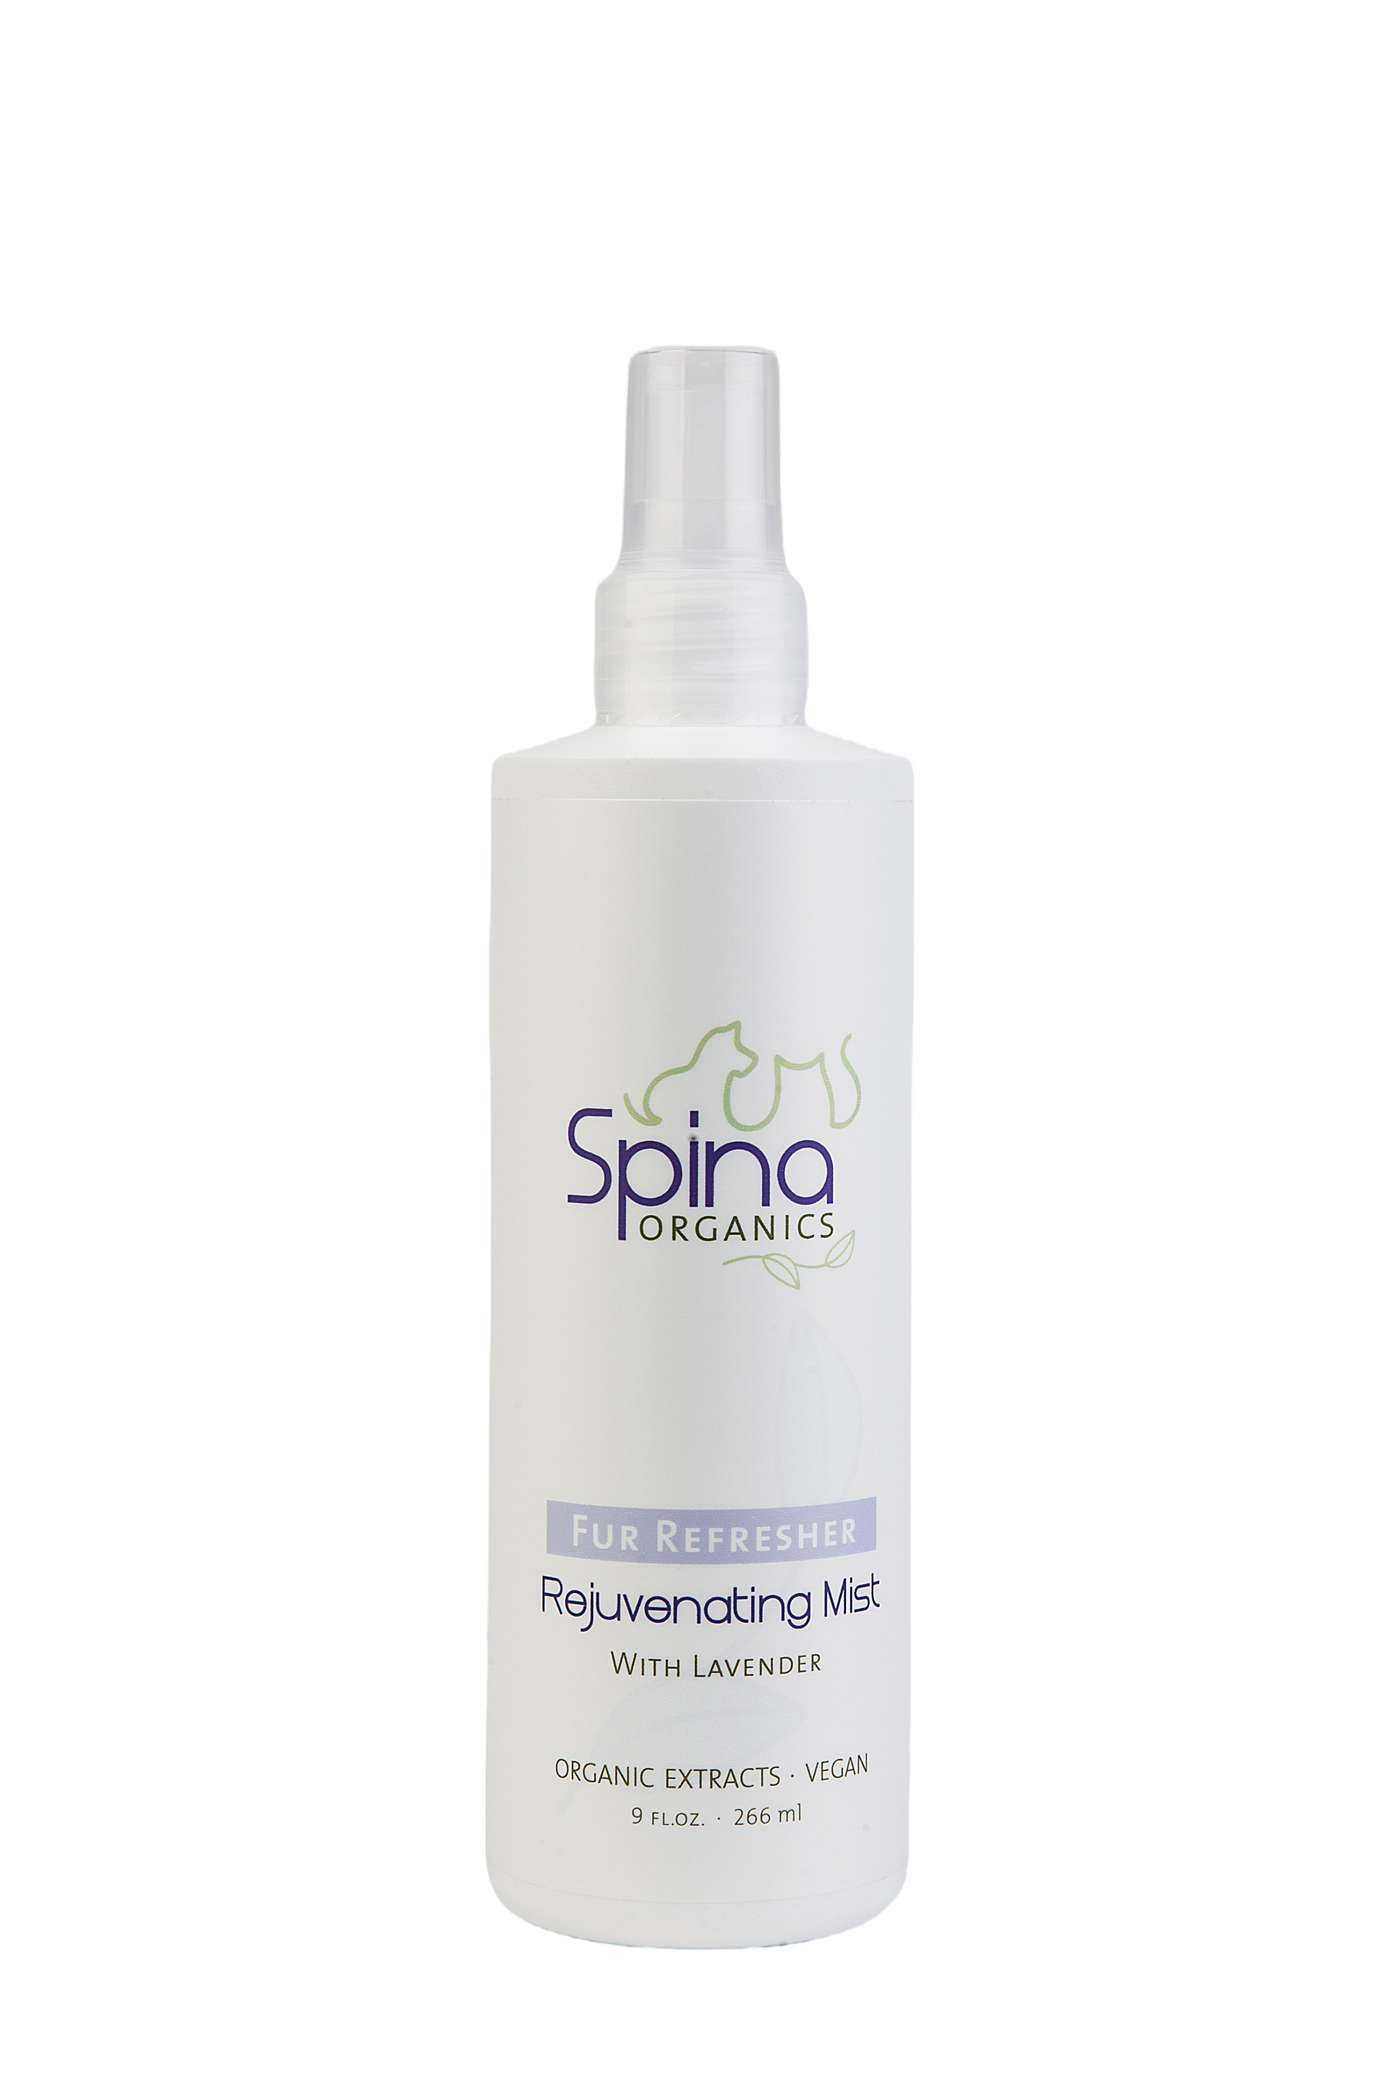 Spina
ORGANICS
FUR REFRESHER
Rejuvenating Mist
WITH LAVENDER
ORGANIC EXTRACTS · VEGAN
9 FL.OZ. · 266 ml